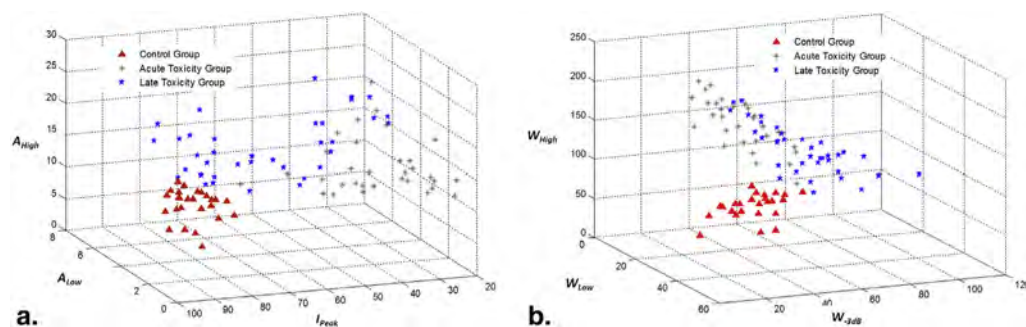 30
25
20
15
10
5
0
A_High
8
6
4
2
0
A_Low
100 90 80 70 60 50 40 30 20
I_Peak
Control Group
Acute Toxicity Group
Late Toxicity Group
a.
250
200
150
100
50
0
W_High
0
20
40
60
W_Low
20 40 60 80 100 120
W_-3dB
Control Group
Acute Toxicity Group
Late Toxicity Group
b.